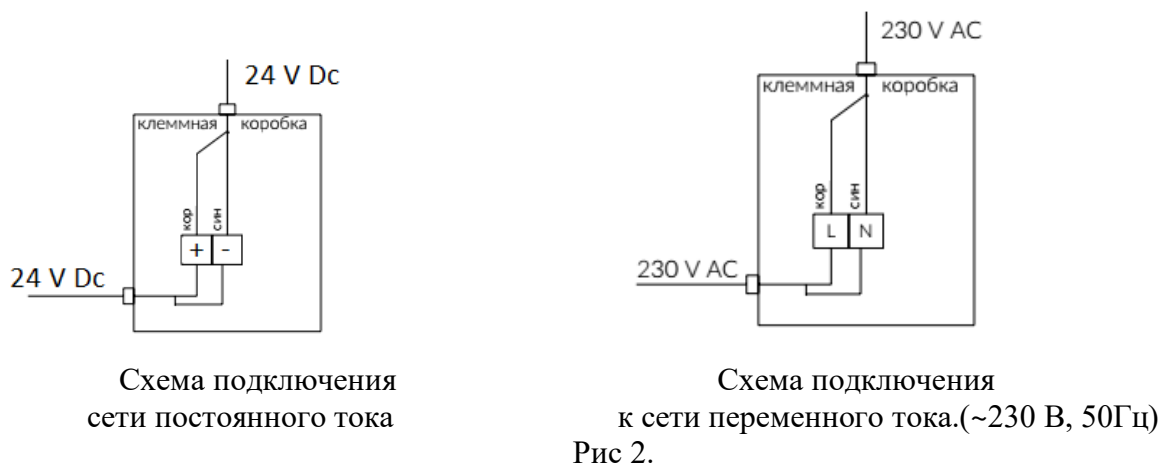 24 V Dc
клеммная коробка
кор
син
+ -
24 V Dc
Схема подключения
сети постоянного тока
230 V AC
клеммная коробка
кор
син
L N
230 V AC
Схема подключения
к сети переменного тока.(~230 В, 50Гц)
Рис 2.